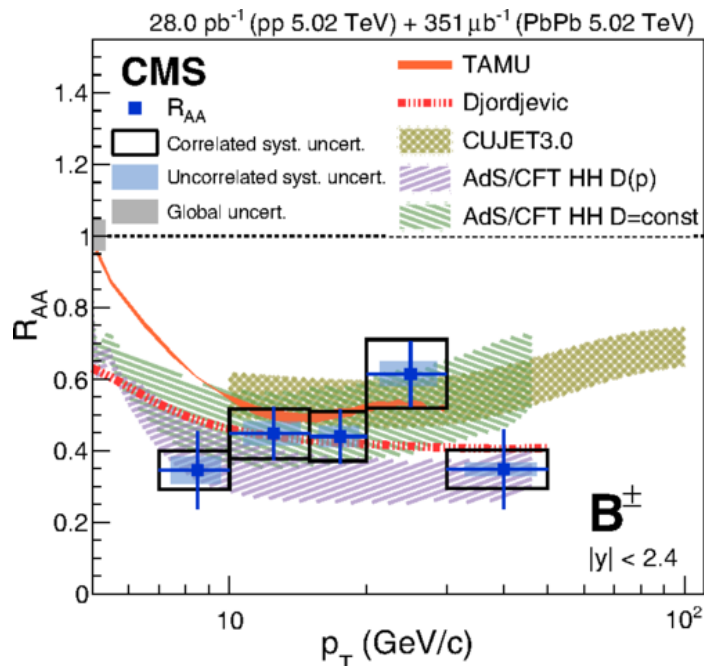 28.0 pb⁻¹ (pp 5.02 TeV) + 351 μb⁻¹ (PbPb 5.02 TeV)
CMS
R_AA
Correlated syst. uncert.
Uncorrelated syst. uncert.
Global uncert.
TAMU
Djordjevic
CUJET3.0
AdS/CFT HH D(p)
AdS/CFT HH D=const
1.4
1.2
1
0.8
0.6
0.4
0.2
0
R_AA
B±
|y| < 2.4
10
10²
p_T (GeV/c)